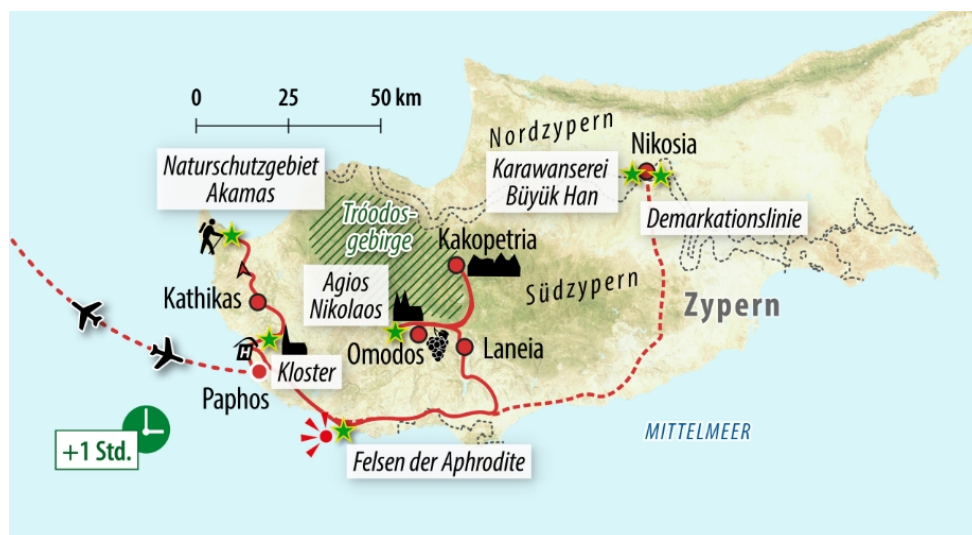 0 25 50 km
Naturschutzgebiet
Akamas
Nordzypern
Nikosia
Karawanserei
Büyük Han
Demarkationslinie
Tróodos-
gebirge
Kakopetria
Agios
Nikolaos
Südzypern
Zypern
Kathikas
Omodos
Laneia
H
Kloster
Paphos
+1 Std.
MITTELMEER
Felsen der Aphrodite